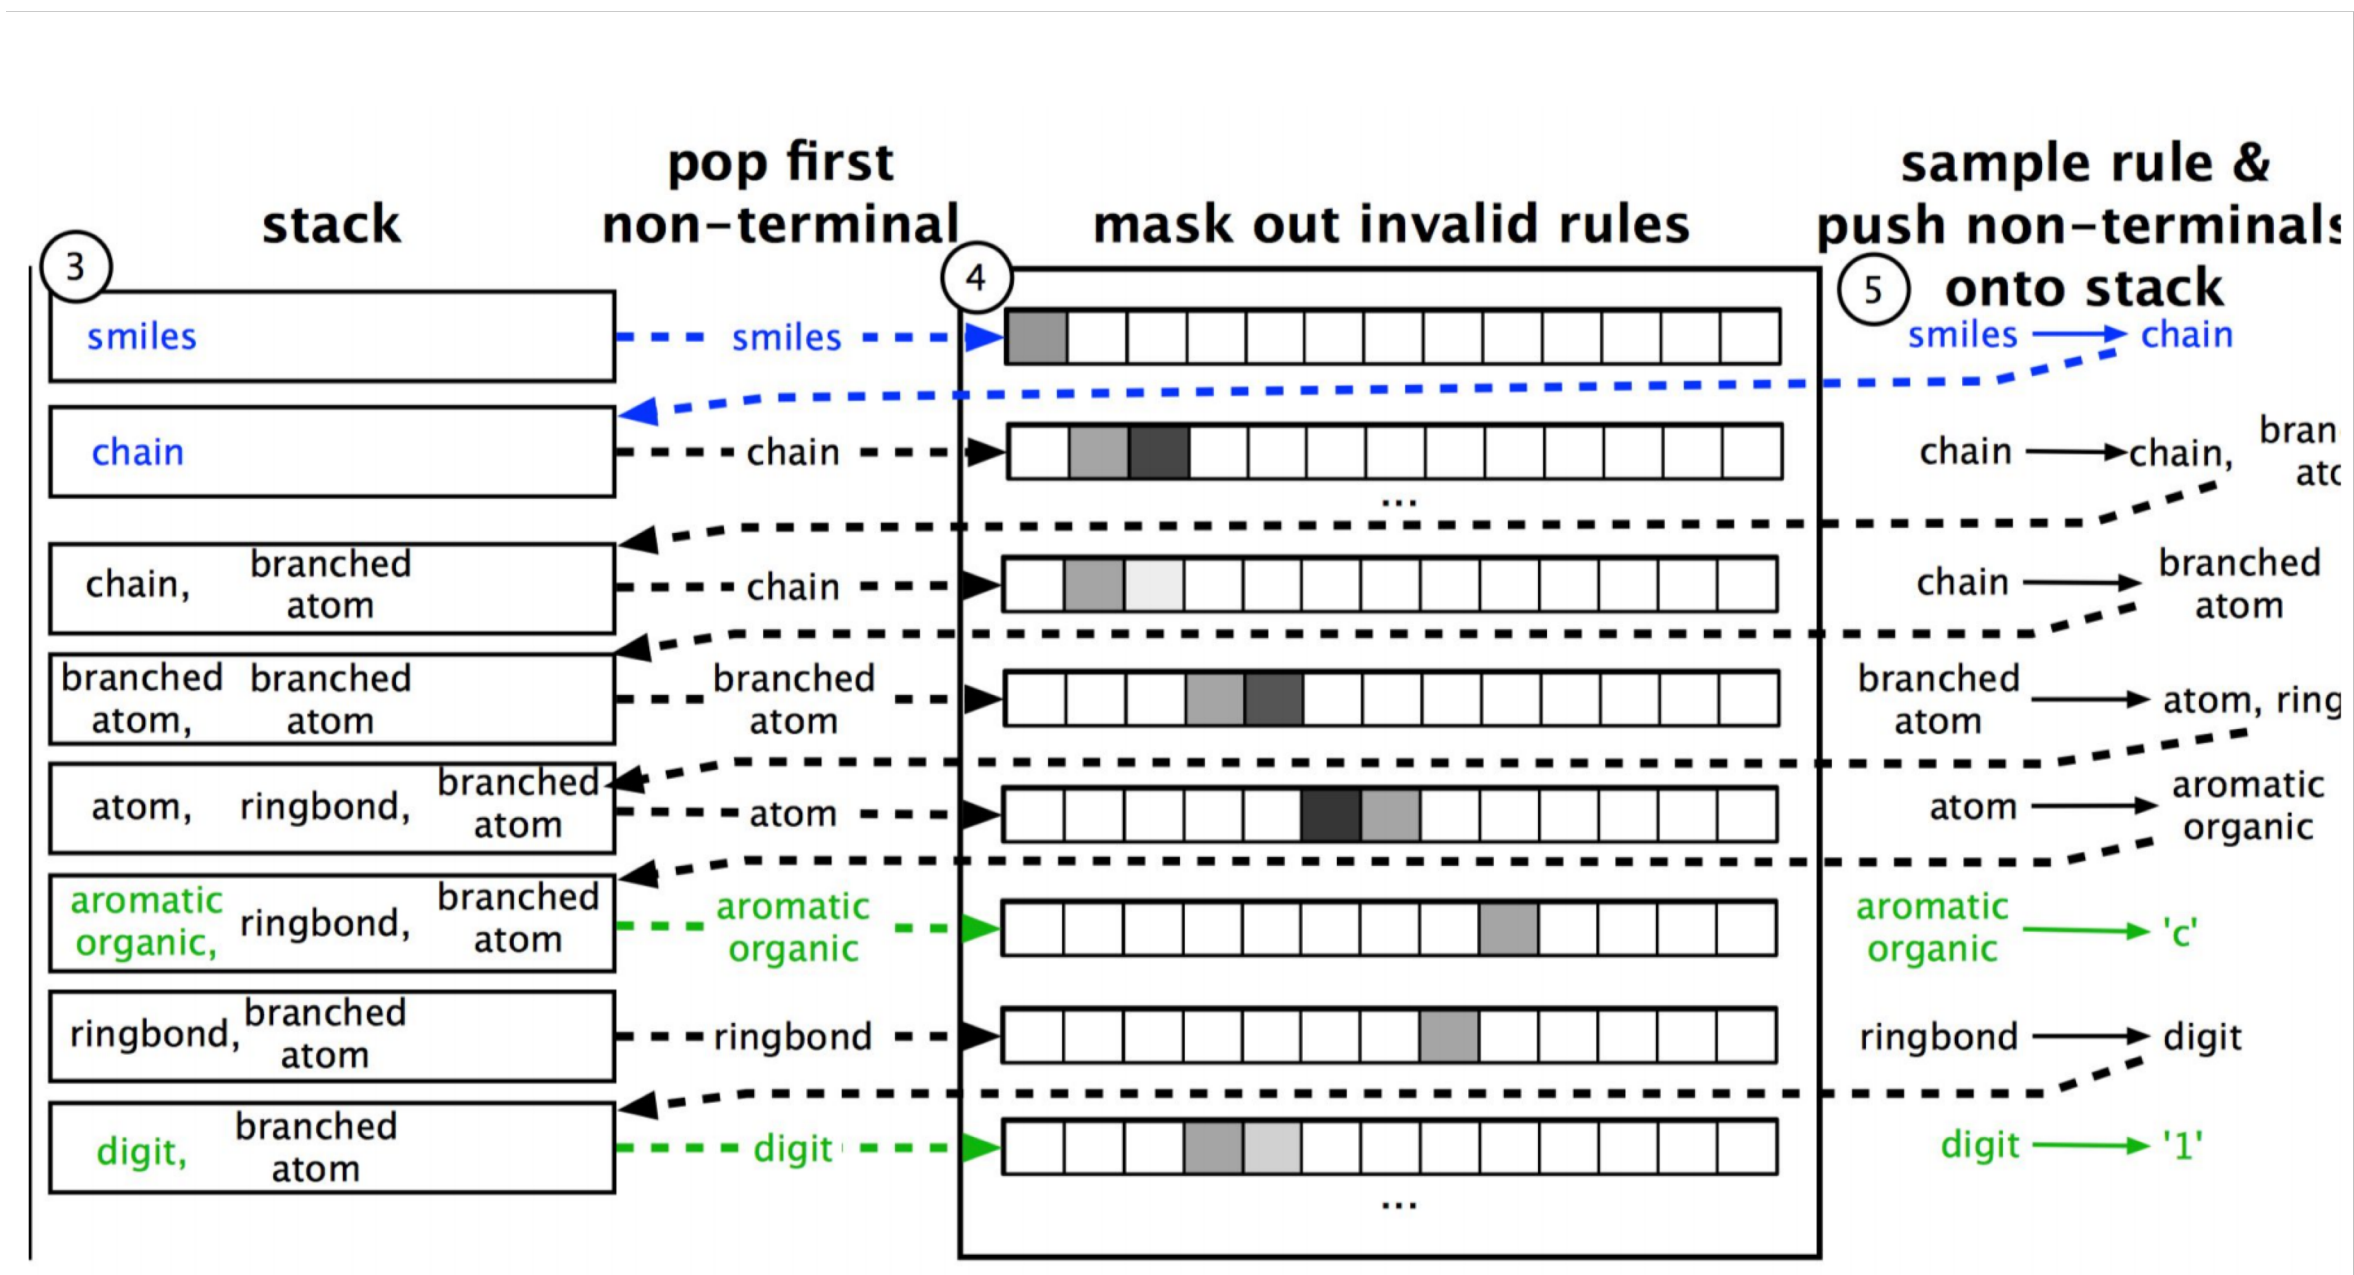 pop first
non-terminal
stack
mask out invalid rules
sample rule &
push non-terminals
onto stack
3
4
5
smiles
smiles
smiles
chain
chain
chain
chain
chain,
...
chain,
branched
atom
chain
chain
branched
atom
branched
atom,
branched
atom
branched
atom
branched
atom
atom, ring
atom,
ringbond,
branched
atom
atom
atom
aromatic
organic
aromatic
organic,
ringbond,
branched
atom
aromatic
organic
aromatic
organic
'c'
ringbond,
branched
atom
ringbond
ringbond
digit
digit,
branched
atom
digit
digit
'1'
...